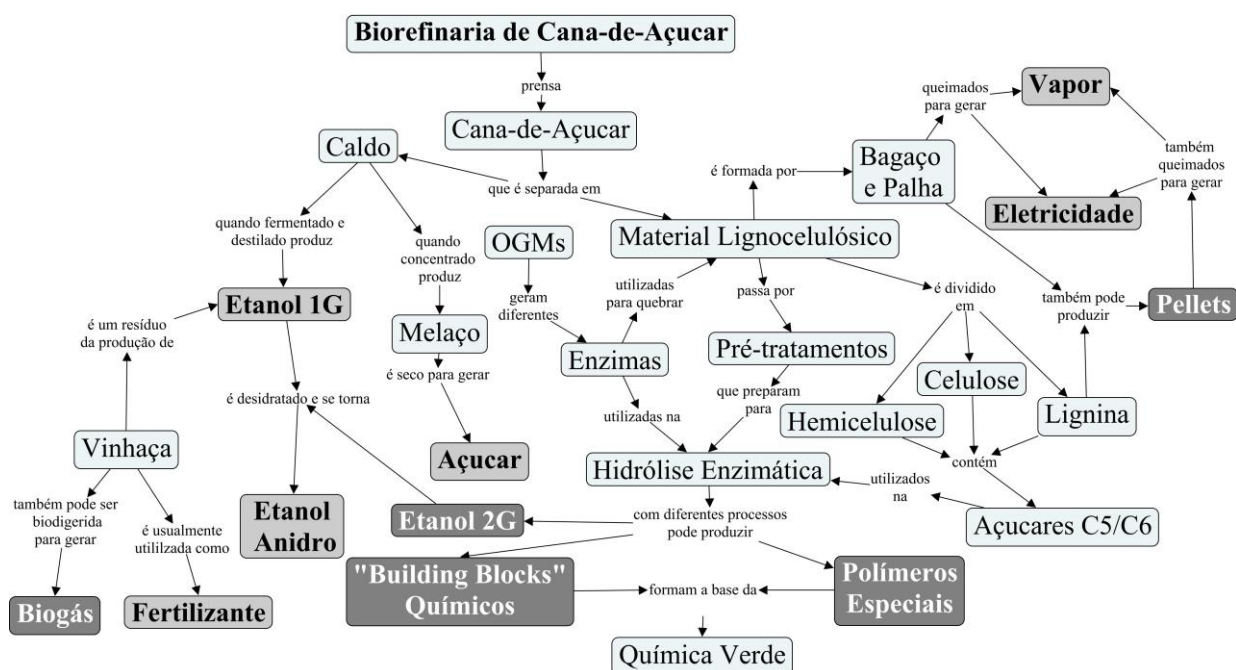 Biorefinaria de Cana-de-Açucar
prensa
Cana-de-Açucar
que é separada em
Caldo
quando fermentado e
destilado produz
quando
concentrado
produz
Etanol 1G
é um resíduo
da produção de
Melaço
é seco para gerar
Açucar
é desidratado e se torna
Vinhaça
também pode ser
biodigerida
para gerar
é usualmente
utililzada como
Biogás
Fertilizante
Etanol
Anidro
Etanol 2G
OGMs
geram
diferentes
Enzimas
utilizadas
para quebrar
utilizadas na
Material Lignocelulósico
é formada por
Bagaço
e Palha
queimados
para gerar
Vapor
Eletricidade
também
queimados
para gerar
também pode
produzir
Pellets
passa por
Pré-tratamentos
que preparam
para
é dividido
em
Celulose
Hemicelulose
Lignina
contém
Açucares C5/C6
utilizados
na
Hidrólise Enzimática
com diferentes processos
pode produzir
"Building Blocks"
Químicos
formam a base da
Polímeros
Especiais
Química Verde